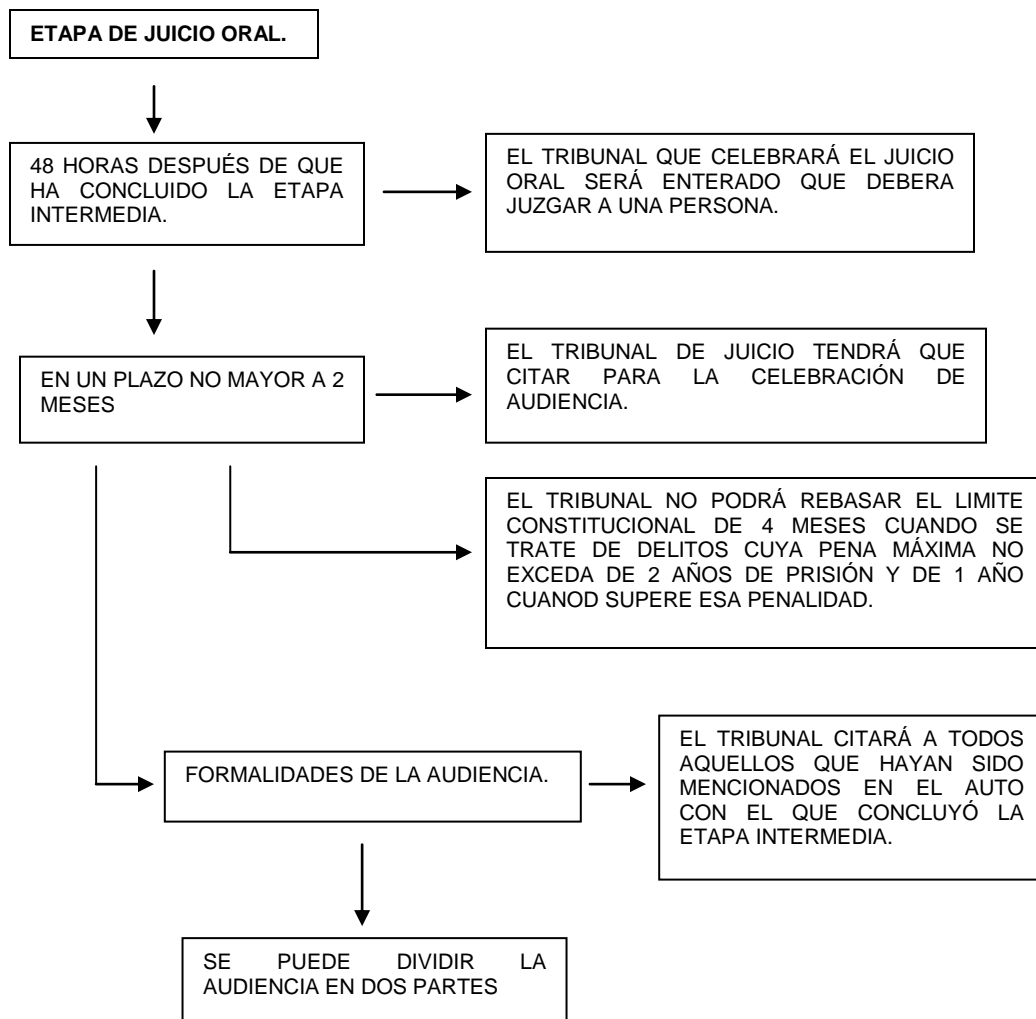 ETAPA DE JUICIO ORAL.
48 HORAS DESPUÉS DE QUE
HA CONCLUIDO LA ETAPA
INTERMEDIA.
EL TRIBUNAL QUE CELEBRARÁ EL JUICIO
ORAL SERÁ ENTERADO QUE DEBERA
JUZGAR A UNA PERSONA.
EN UN PLAZO NO MAYOR A 2
MESES
EL TRIBUNAL DE JUICIO TENDRÁ QUE
CITAR PARA LA CELEBRACIÓN DE
AUDIENCIA.
EL TRIBUNAL NO PODRÁ REBASAR EL LIMITE
CONSTITUCIONAL DE 4 MESES CUANDO SE
TRATE DE DELITOS CUYA PENA MÁXIMA NO
EXCEDA DE 2 AÑOS DE PRISIÓN Y DE 1 AÑO
CUANOD SUPERE ESA PENALIDAD.
FORMALIDADES DE LA AUDIENCIA.
EL TRIBUNAL CITARÁ A TODOS
AQUELLOS QUE HAYAN SIDO
MENCIONADOS EN EL AUTO
CON EL QUE CONCLUYÓ LA
ETAPA INTERMEDIA.
SE PUEDE DIVIDIR LA
AUDIENCIA EN DOS PARTES